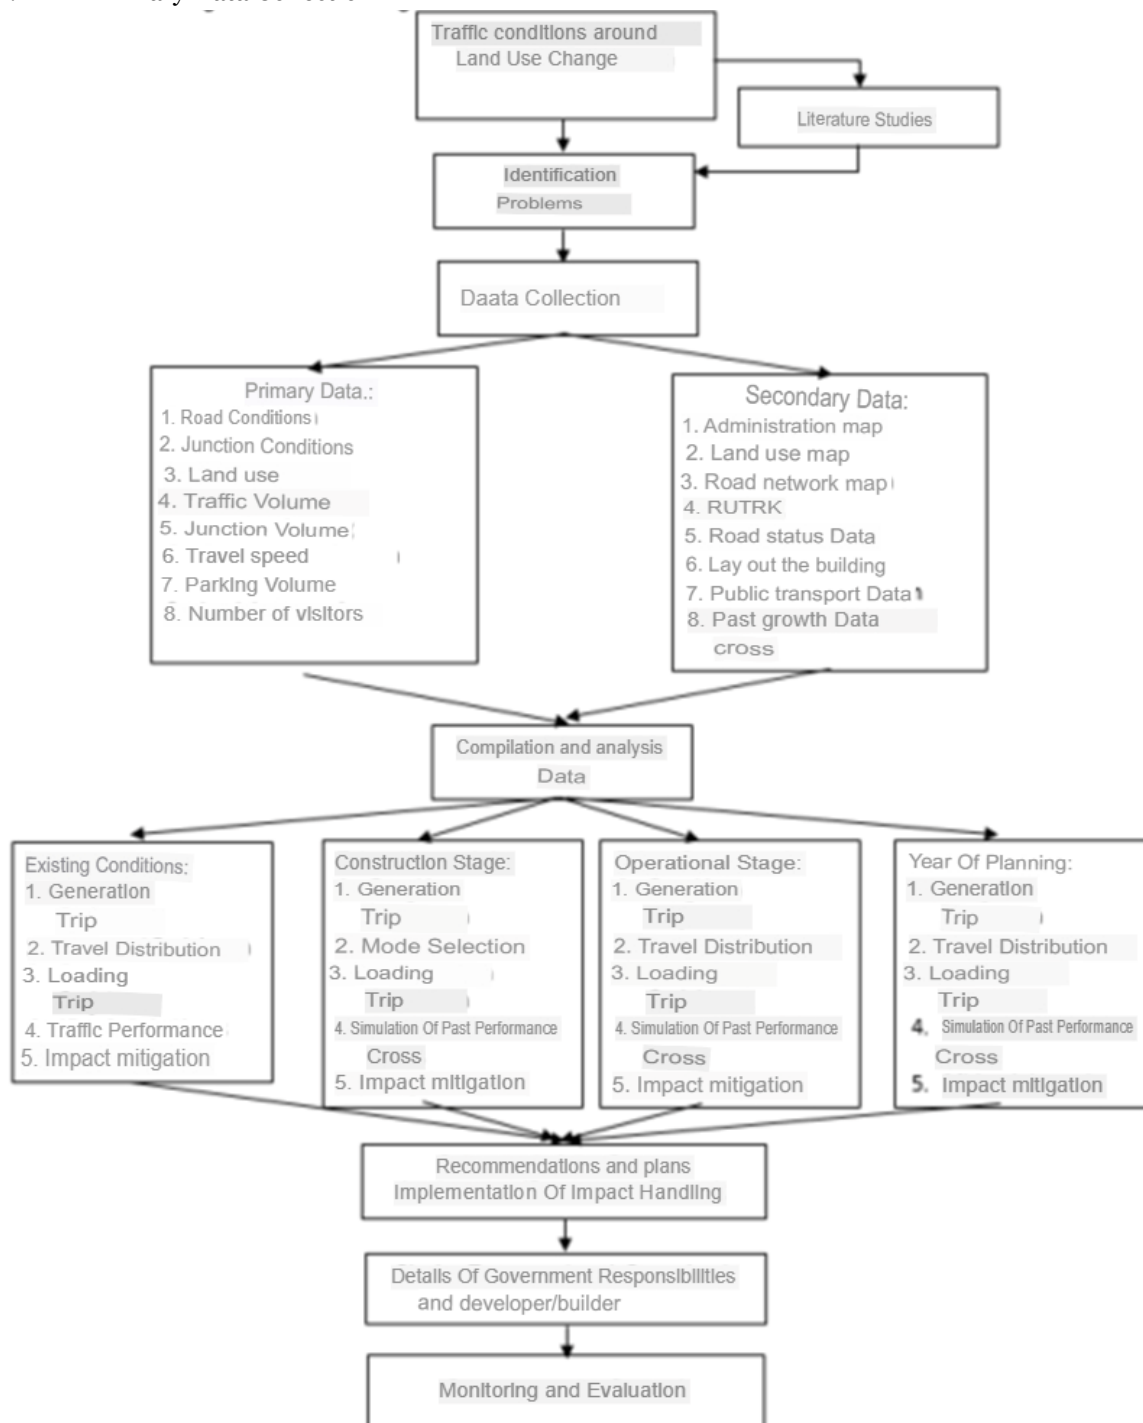 Traffic conditions around
Land Use Change
Literature Studies
Identification
Problems
Daata Collection
Primary Data.:
1. Road Conditions
2. Junction Conditions
3. Land use
4. Traffic Volume
5. Junction Volume
6. Travel speed
7. Parking Volume
8. Number of visitors
Secondary Data:
1. Administration map
2. Land use map
3. Road network map
4. RUTRK
5. Road status Data
6. Lay out the building
7. Public transport Data
8. Past growth Data
cross
Compilation and analysis
Data
Existing Conditions:
1. Generation
Trip
2. Travel Distribution
3. Loading
Trip
4. Traffic Performance
5. Impact mitigation
Construction Stage:
1. Generation
Trip
2. Mode Selection
3. Loading
Trip
4. Simulation Of Past Performance
Cross
5. Impact mitigation
Operational Stage:
1. Generation
Trip
2. Travel Distribution
3. Loading
Trip
4. Simulation Of Past Performance
Cross
5. Impact mitigation
Year Of Planning:
1. Generation
Trip
2. Travel Distribution
3. Loading
Trip
4. Simulation Of Past Performance
Cross
5. Impact mitigation
Recommendations and plans
Implementation Of Impact Handling
Details Of Government Responsibilities
and developer/builder
Monitoring and Evaluation